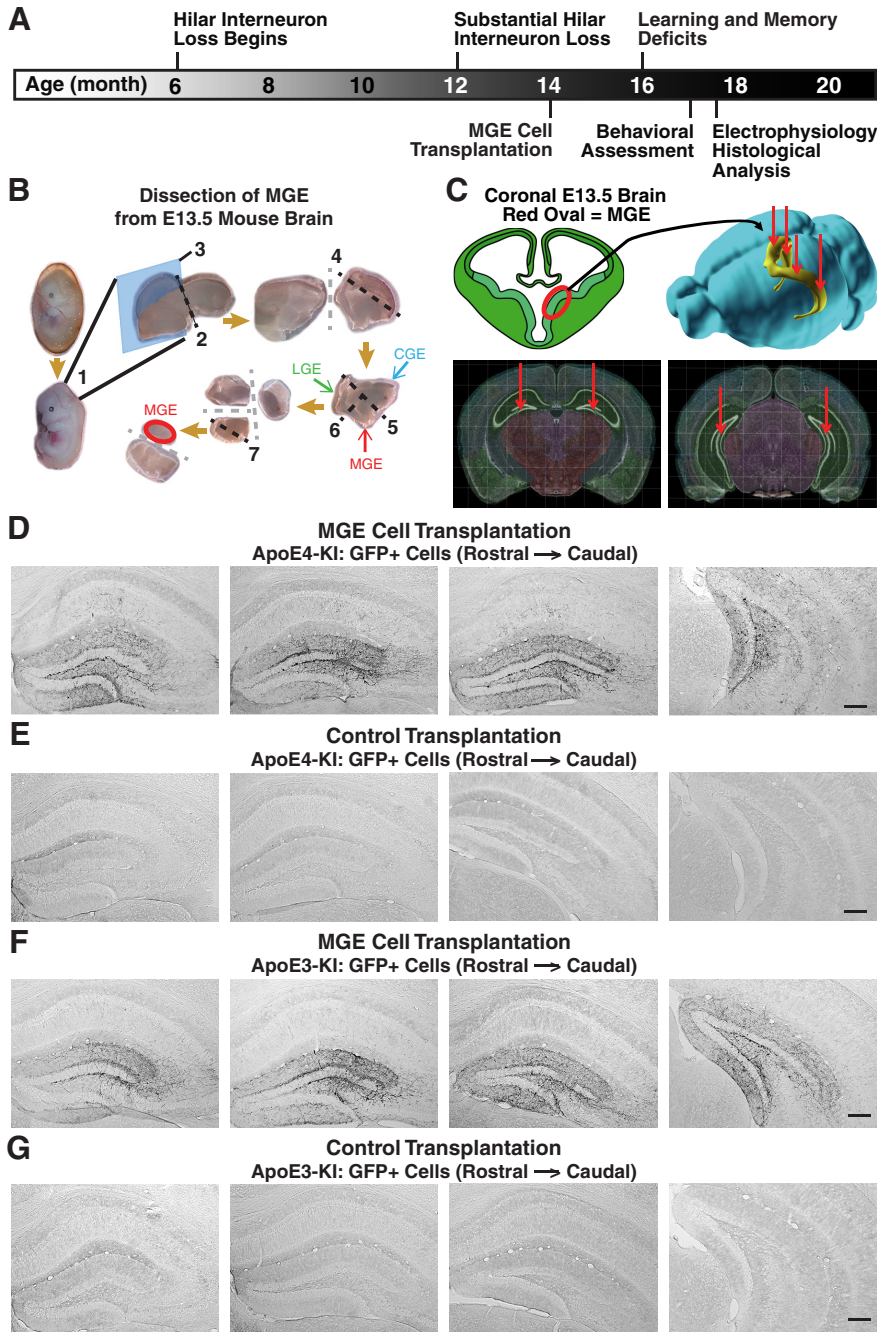 A
Hilar Interneuron
Loss Begins
Substantial Hilar
Interneuron Loss
Learning and Memory
Deficits
Age (month) 6 8 10 12 14 16 18 20
MGE Cell
Transplantation
Behavioral
Assessment
Electrophysiology
Histological
Analysis
B
Dissection of MGE
from E13.5 Mouse Brain
3
4
2
1
LGE
CGE
MGE
6
5
7
MGE
C
Coronal E13.5 Brain
Red Oval = MGE
D
MGE Cell Transplantation
ApoE4-KI: GFP+ Cells (Rostral → Caudal)
E
Control Transplantation
ApoE4-KI: GFP+ Cells (Rostral → Caudal)
F
MGE Cell Transplantation
ApoE3-KI: GFP+ Cells (Rostral → Caudal)
G
Control Transplantation
ApoE3-KI: GFP+ Cells (Rostral → Caudal)